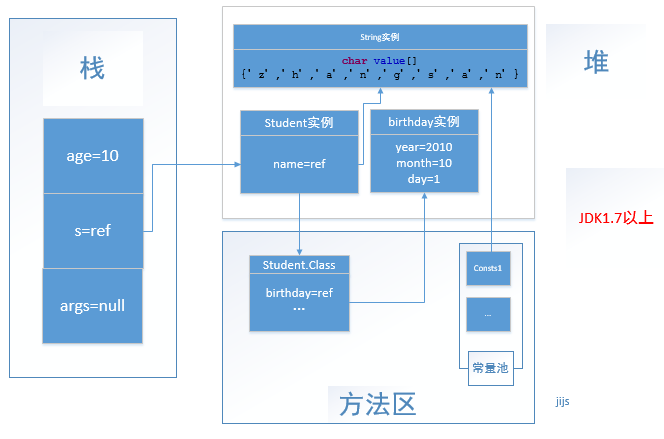 栈
age=10
s=ref
args=null
String实例
char value[]
{' z' ,' h' ,' a' ,' n' ,' g' ,' s' ,' a' ,' n' }
Student实例
name=ref
birthday实例
year=2010
month=10
day=1
堆
JDK1.7以上
Student.Class
birthday=ref
...
Consts1
...
常量池
方法区
jijs